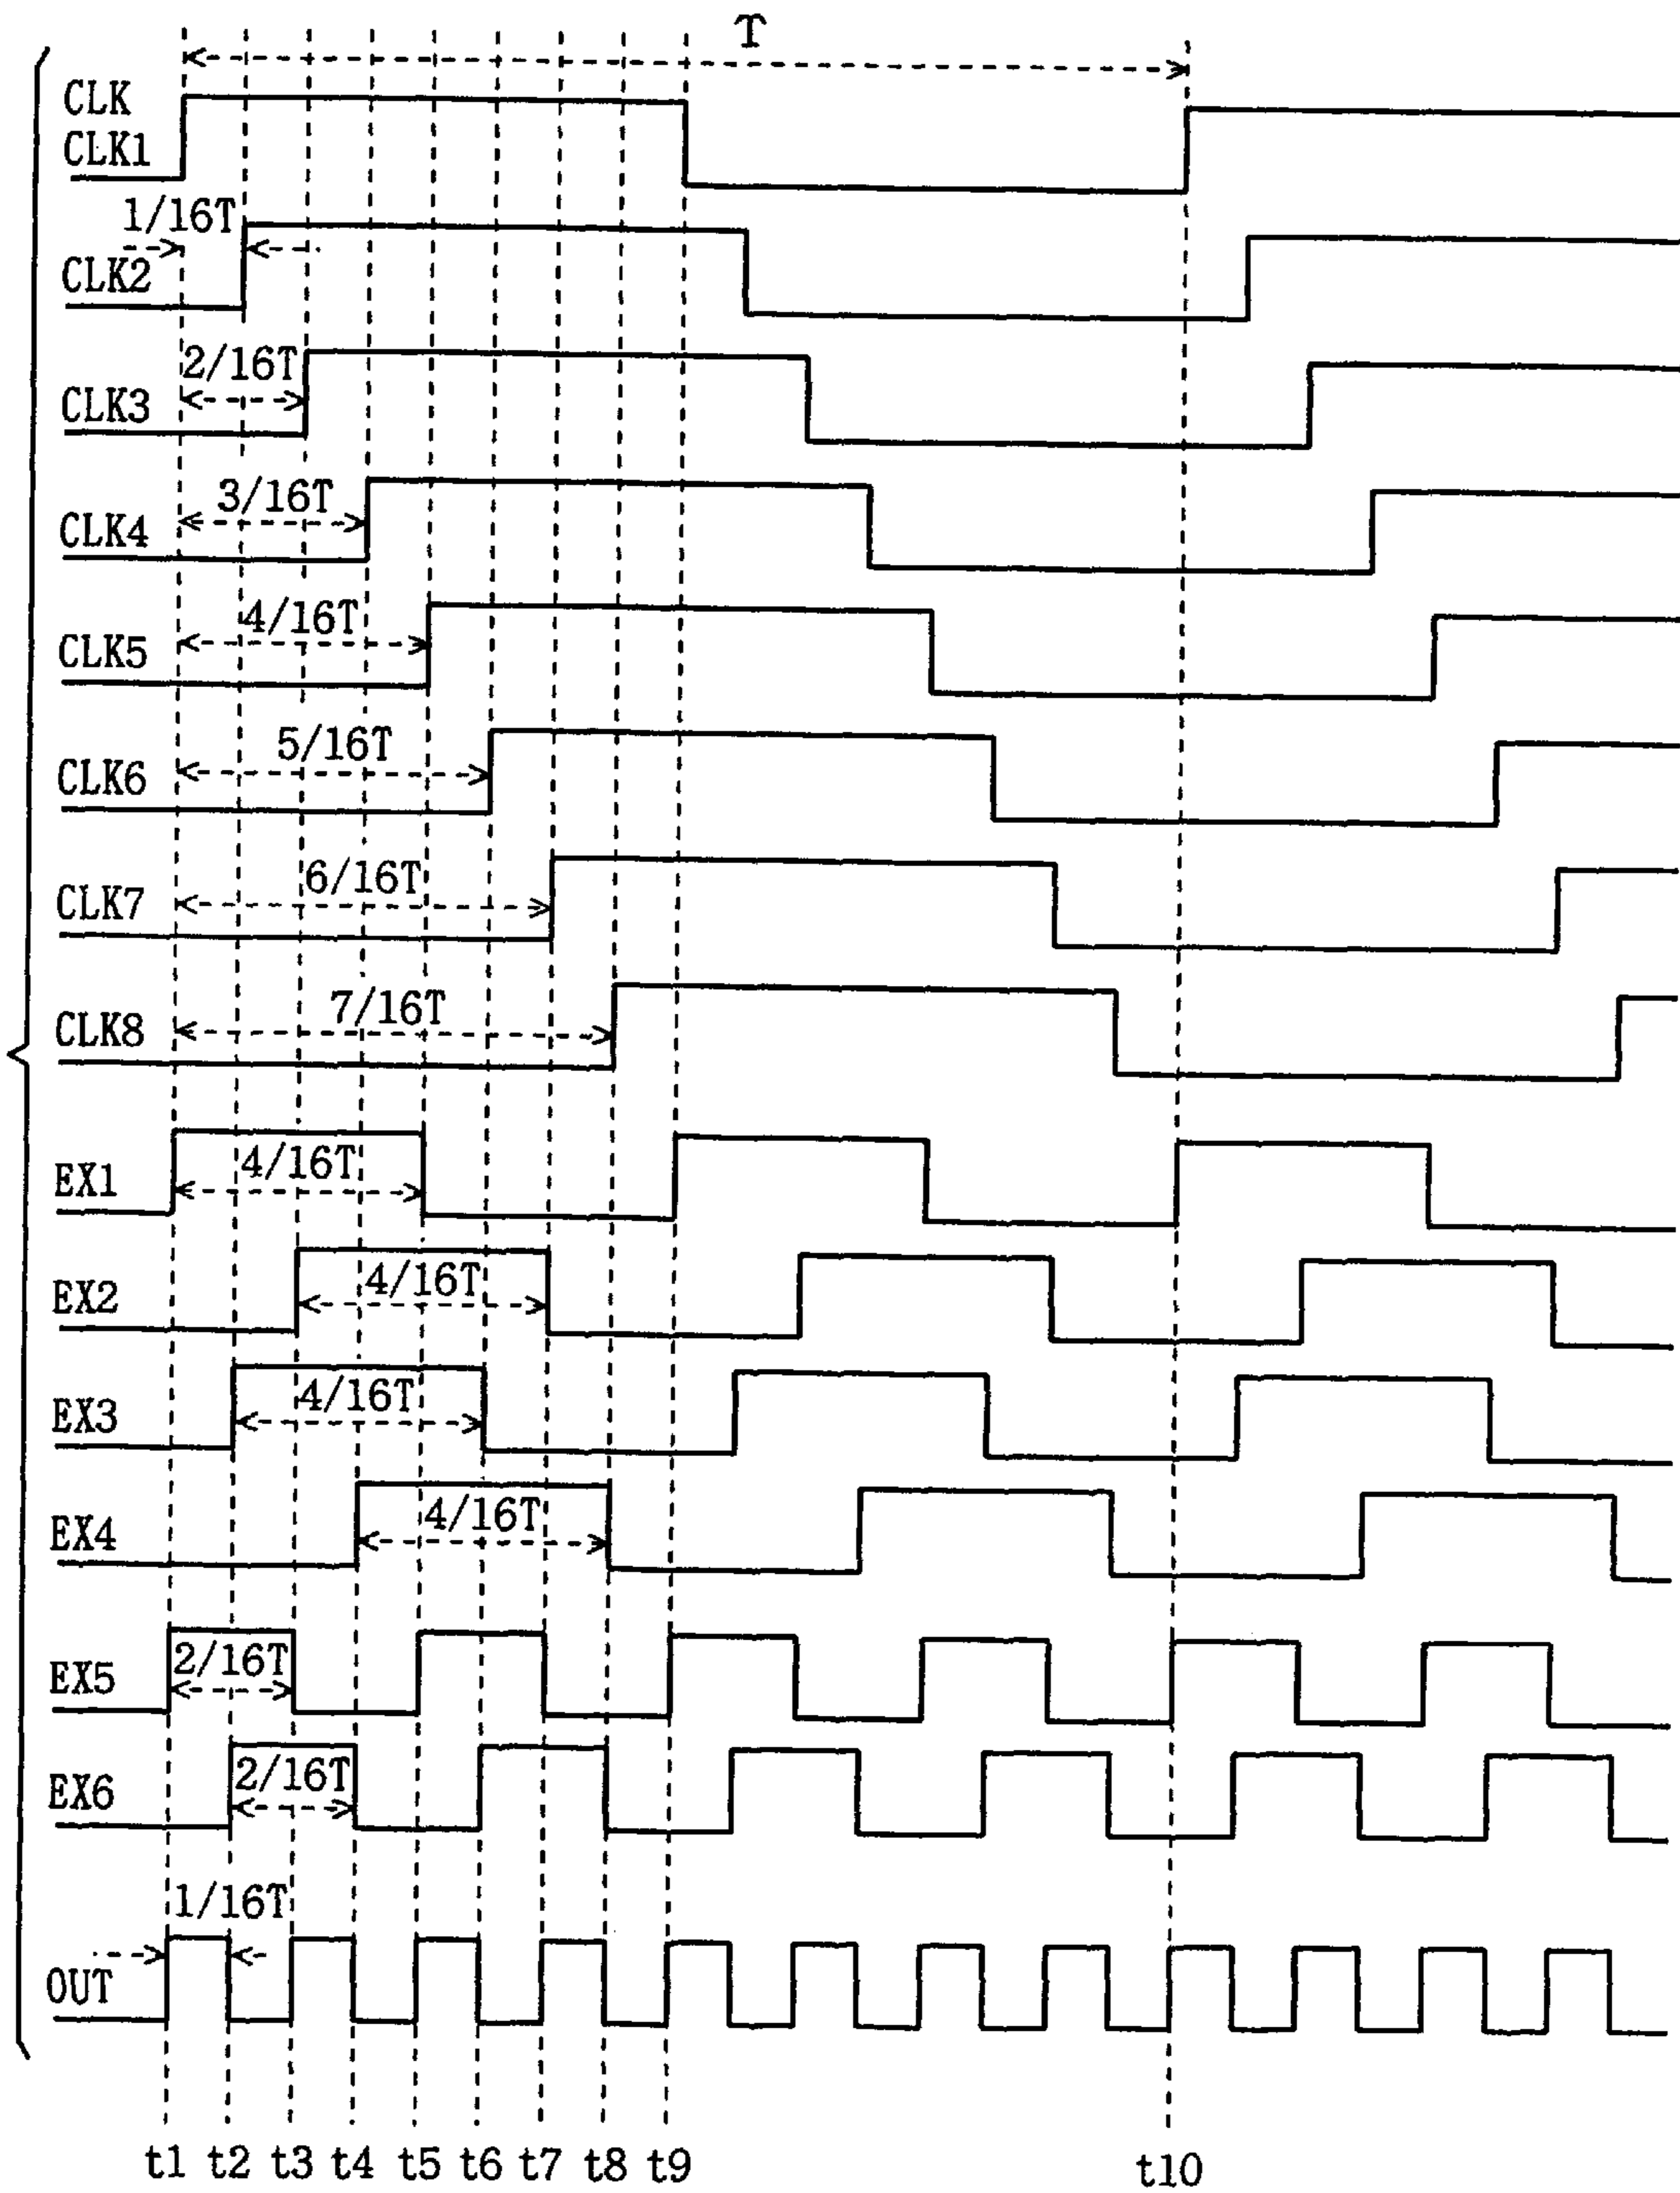 T
CLK
CLK1
1/16T
CLK2
2/16T
CLK3
3/16T
CLK4
4/16T
CLK5
5/16T
CLK6
6/16T
CLK7
7/16T
CLK8
4/16T
EX1
4/16T
EX2
4/16T
EX3
4/16T
EX4
2/16T
EX5
2/16T
EX6
1/16T
OUT
t1 t2 t3 t4 t5 t6 t7 t8 t9 t10